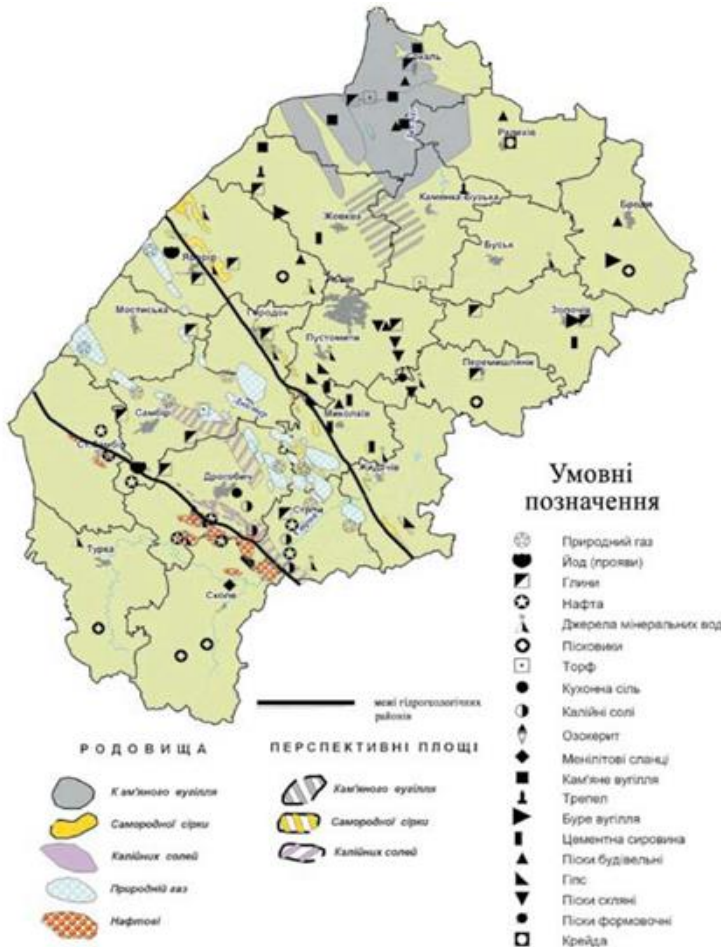 Сокаль
Радехів
Кам'янка-Бузька
Броди
Жовква
Буськ
Яворів
Мостиська
Городок
Золочів
Пустомити
Перемишляни
Самбір
Миколаїв
Жидачів
Дрогобич
Стрий
Турка
Сколе
Умовні
позначення
Природний газ
Йод (прояви)
Глини
Нафта
Джерела мінеральних вод
Пісковики
Торф
Кухонна сіль
Калійні солі
Озокерит
Менілітові сланці
Кам'яне вугілля
Трепел
Буре вугілля
Цементна сировина
Піски будівельні
Гіпс
Піски скляні
Піски формовочні
Крейда
межі гідрогеологічних
районів
РОДОВИЩА
Кам'яного вугілля
Самородної сірки
Калійних солей
Природній газ
Нафтові
ПЕРСПЕКТИВНІ ПЛОЩІ
Кам'яного вугілля
Самородної сірки
Калійних солей